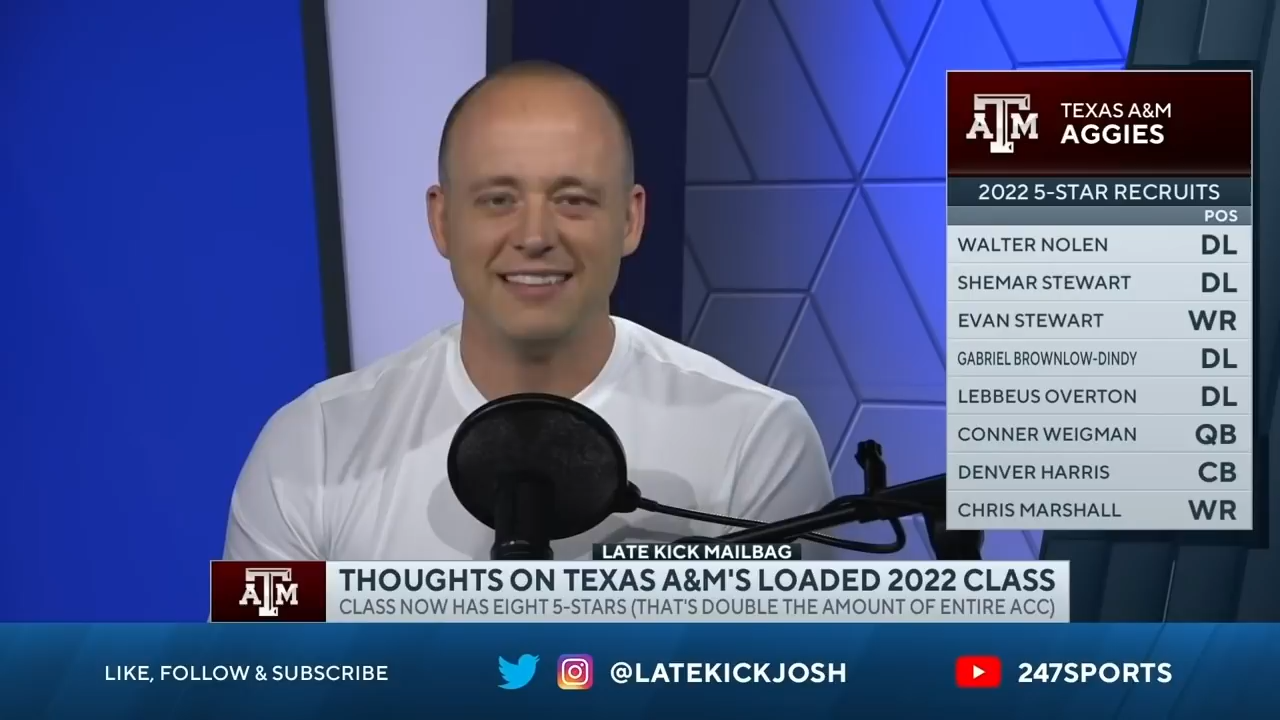 ATM
TEXAS A&M
AGGIES
2022 5-STAR RECRUITS
POS
WALTER NOLEN DL
SHEMAR STEWART DL
EVAN STEWART WR
GABRIEL BROWNLOW-DINDY DL
LEBBEUS OVERTON DL
CONNER WEIGMAN QB
DENVER HARRIS CB
CHRIS MARSHALL WR
LATE KICK MAILBAG
ATM
THOUGHTS ON TEXAS A&M'S LOADED 2022 CLASS
CLASS NOW HAS EIGHT 5-STARS (THAT'S DOUBLE THE AMOUNT OF ENTIRE ACC)
LIKE, FOLLOW & SUBSCRIBE
@LATEKICKJOSH
247SPORTS